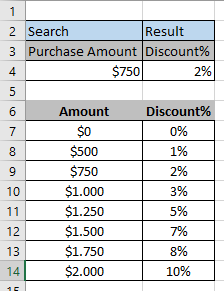 1
2 Search Result
3 Purchase Amount Discount%
4 $750 2%
5
6 Amount Discount%
7 $0 0%
8 $500 1%
9 $750 2%
10 $1.000 3%
11 $1.250 5%
12 $1.500 7%
13 $1.750 8%
14 $2.000 10%